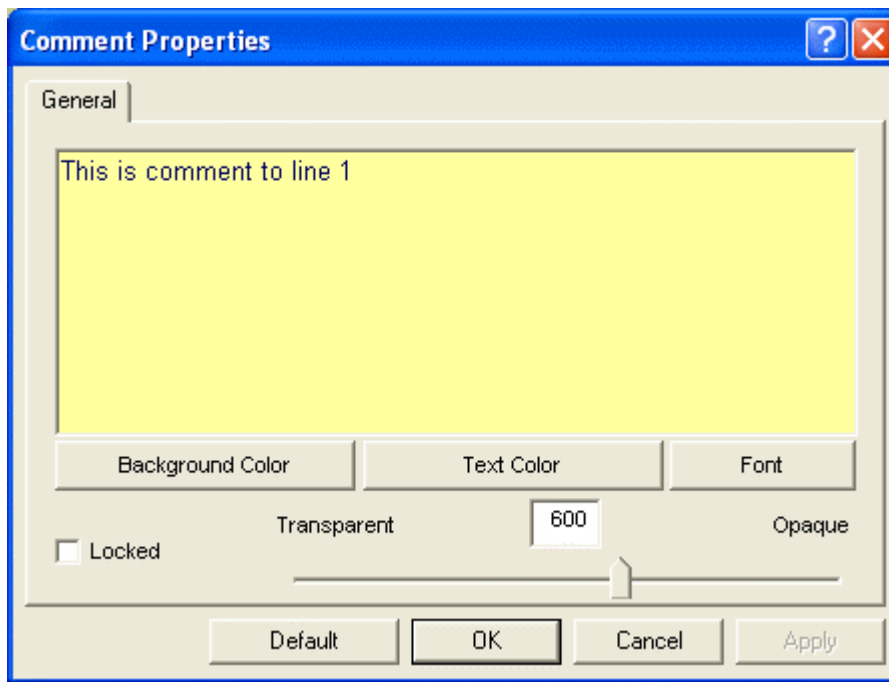 Comment Properties
General
This is comment to line 1
Background Color Text Color Font
Transparent 600 Opaque
Locked
Default OK Cancel Apply